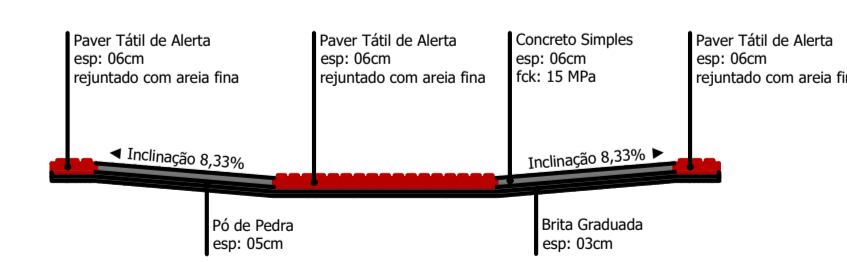 Paver Tátil de Alerta
esp: 06cm
rejuntado com areia fina
Paver Tátil de Alerta
esp: 06cm
rejuntado com areia fina
Concreto Simples
esp: 06cm
fck: 15 MPa
Paver Tátil de Alerta
esp: 06cm
rejuntado com areia
Inclinação 8,33%
Inclinação 8,33%
Pó de Pedra
esp: 05cm
Brita Graduada
esp: 03cm